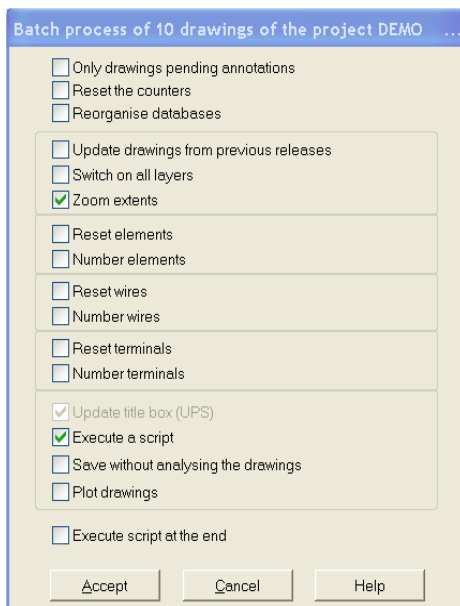 Batch process of 10 drawings of the project DEMO ...
Only drawings pending annotations
Reset the counters
Reorganise databases
Update drawings from previous releases
Switch on all layers
Zoom extents
Reset elements
Number elements
Reset wires
Number wires
Reset terminals
Number terminals
Update title box (UPS)
Execute a script
Save without analysing the drawings
Plot drawings
Execute script at the end
Accept Cancel Help